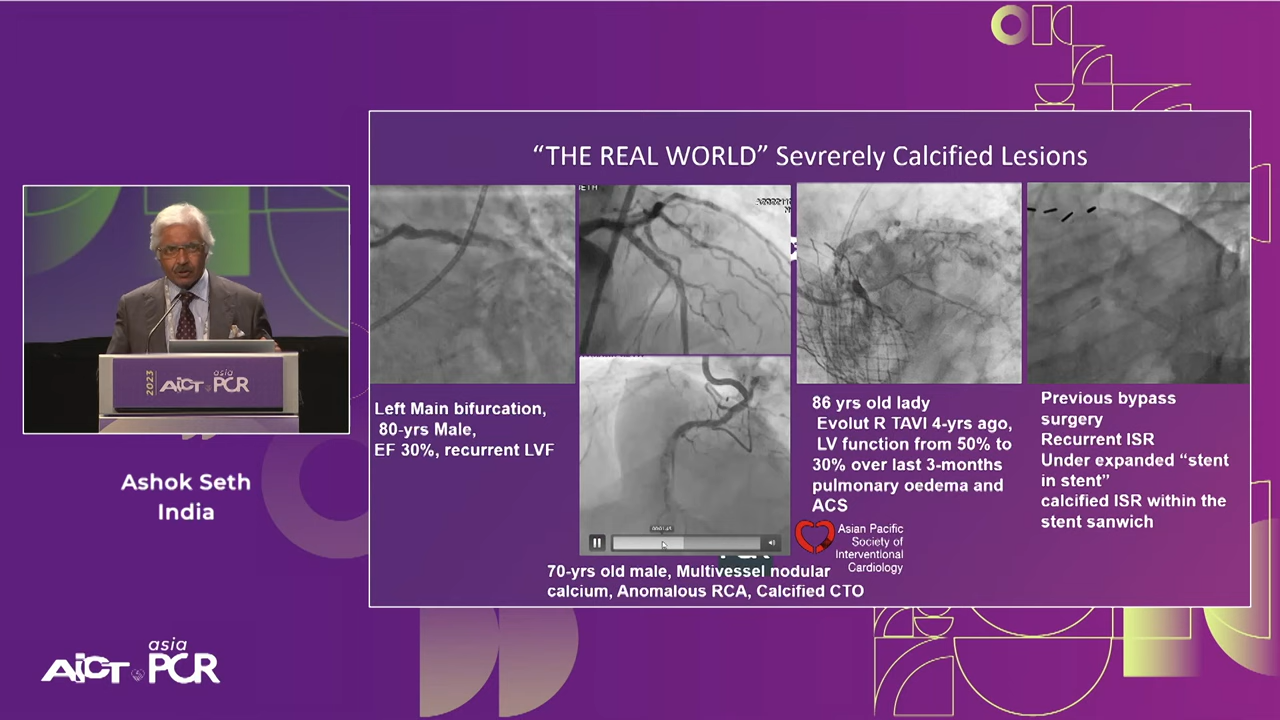 "THE REAL WORLD" Sevrerely Calcified Lesions
Left Main bifurcation,
80-yrs Male,
EF 30%, recurrent LVF
70-yrs old male, Multivessel nodular
calcium, Anomalous RCA, Calcified CTO
86 yrs old lady
Evolut R TAVI 4-yrs ago,
LV function from 50% to
30% over last 3-months
pulmonary oedema and
ACS
Asian Pacific
Society of
Interventional
Cardiology
Previous bypass
surgery
Recurrent ISR
Under expanded "stent
in stent"
calcified ISR within the
stent sanwich
2023 AICT asia PCR
Ashok Seth
India
AICT asia PCR